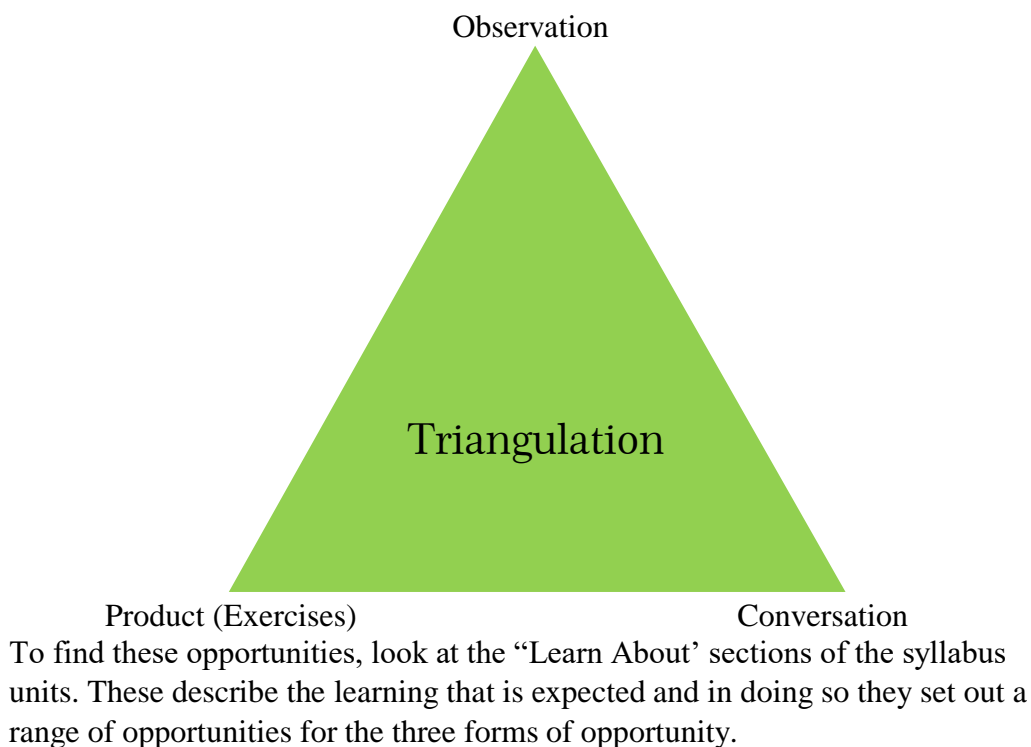 Observation
Triangulation
Product (Exercises)
Conversation
To find these opportunities, look at the “Learn About’ sections of the syllabus
units. These describe the learning that is expected and in doing so they set out a
range of opportunities for the three forms of opportunity.